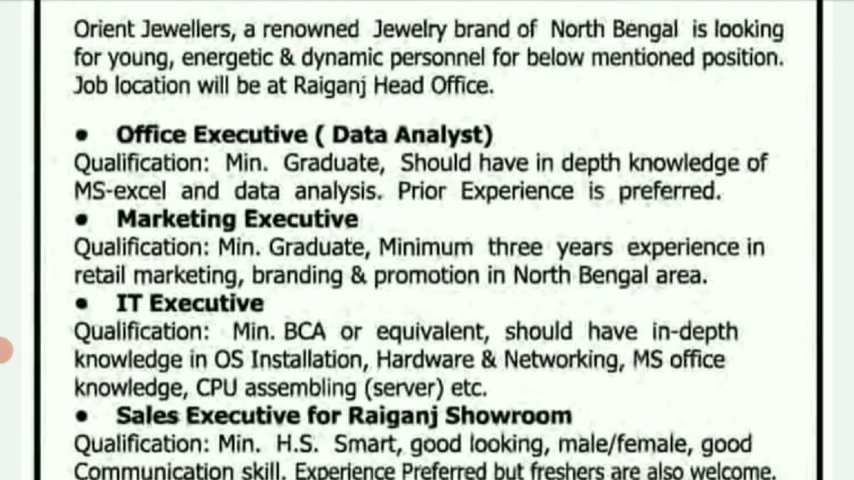 Orient Jewellers, a renowned Jewelry brand of North Bengal is looking
for young, energetic & dynamic personnel for below mentioned position.
Job location will be at Raiganj Head Office.
• Office Executive ( Data Analyst)
Qualification: Min. Graduate, Should have in depth knowledge of
MS-excel and data analysis. Prior Experience is preferred.
• Marketing Executive
Qualification: Min. Graduate, Minimum three years experience in
retail marketing, branding & promotion in North Bengal area.
• IT Executive
Qualification: Min. BCA or equivalent, should have in-depth
knowledge in OS Installation, Hardware & Networking, MS office
knowledge, CPU assembling (server) etc.
• Sales Executive for Raiganj Showroom
Qualification: Min. H.S. Smart, good looking, male/female, good
Communication skill. Experience Preferred but freshers are also welcome.